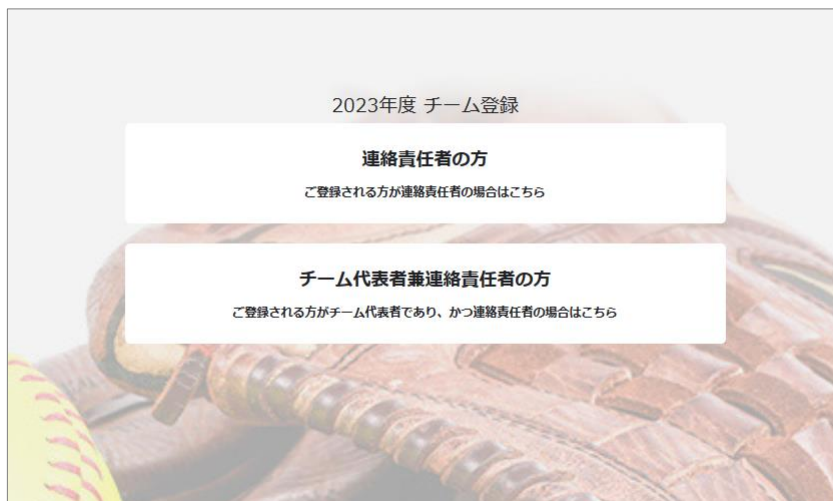 2023年度 チーム登録
連絡責任者の方
ご登録される方が連絡責任者の場合はこちら
チーム代表者兼連絡責任者の方
ご登録される方がチーム代表者であり、かつ連絡責任者の場合はこちら